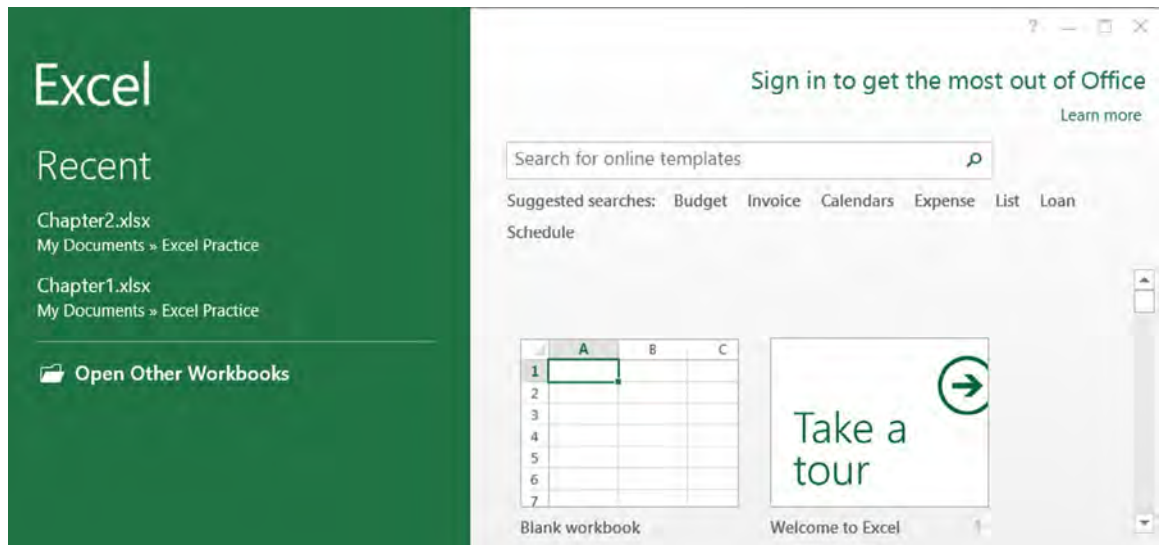 ?
Excel
Sign in to get the most out of Office
Learn more
Recent
Chapter2.xlsx
My Documents » Excel Practice
Chapter1.xlsx
My Documents » Excel Practice
Open Other Workbooks
Search for online templates
Suggested searches: Budget Invoice Calendars Expense List Loan
Schedule
A B C
1
2
3
4
5
6
7
Blank workbook
Take a
tour
Welcome to Excel